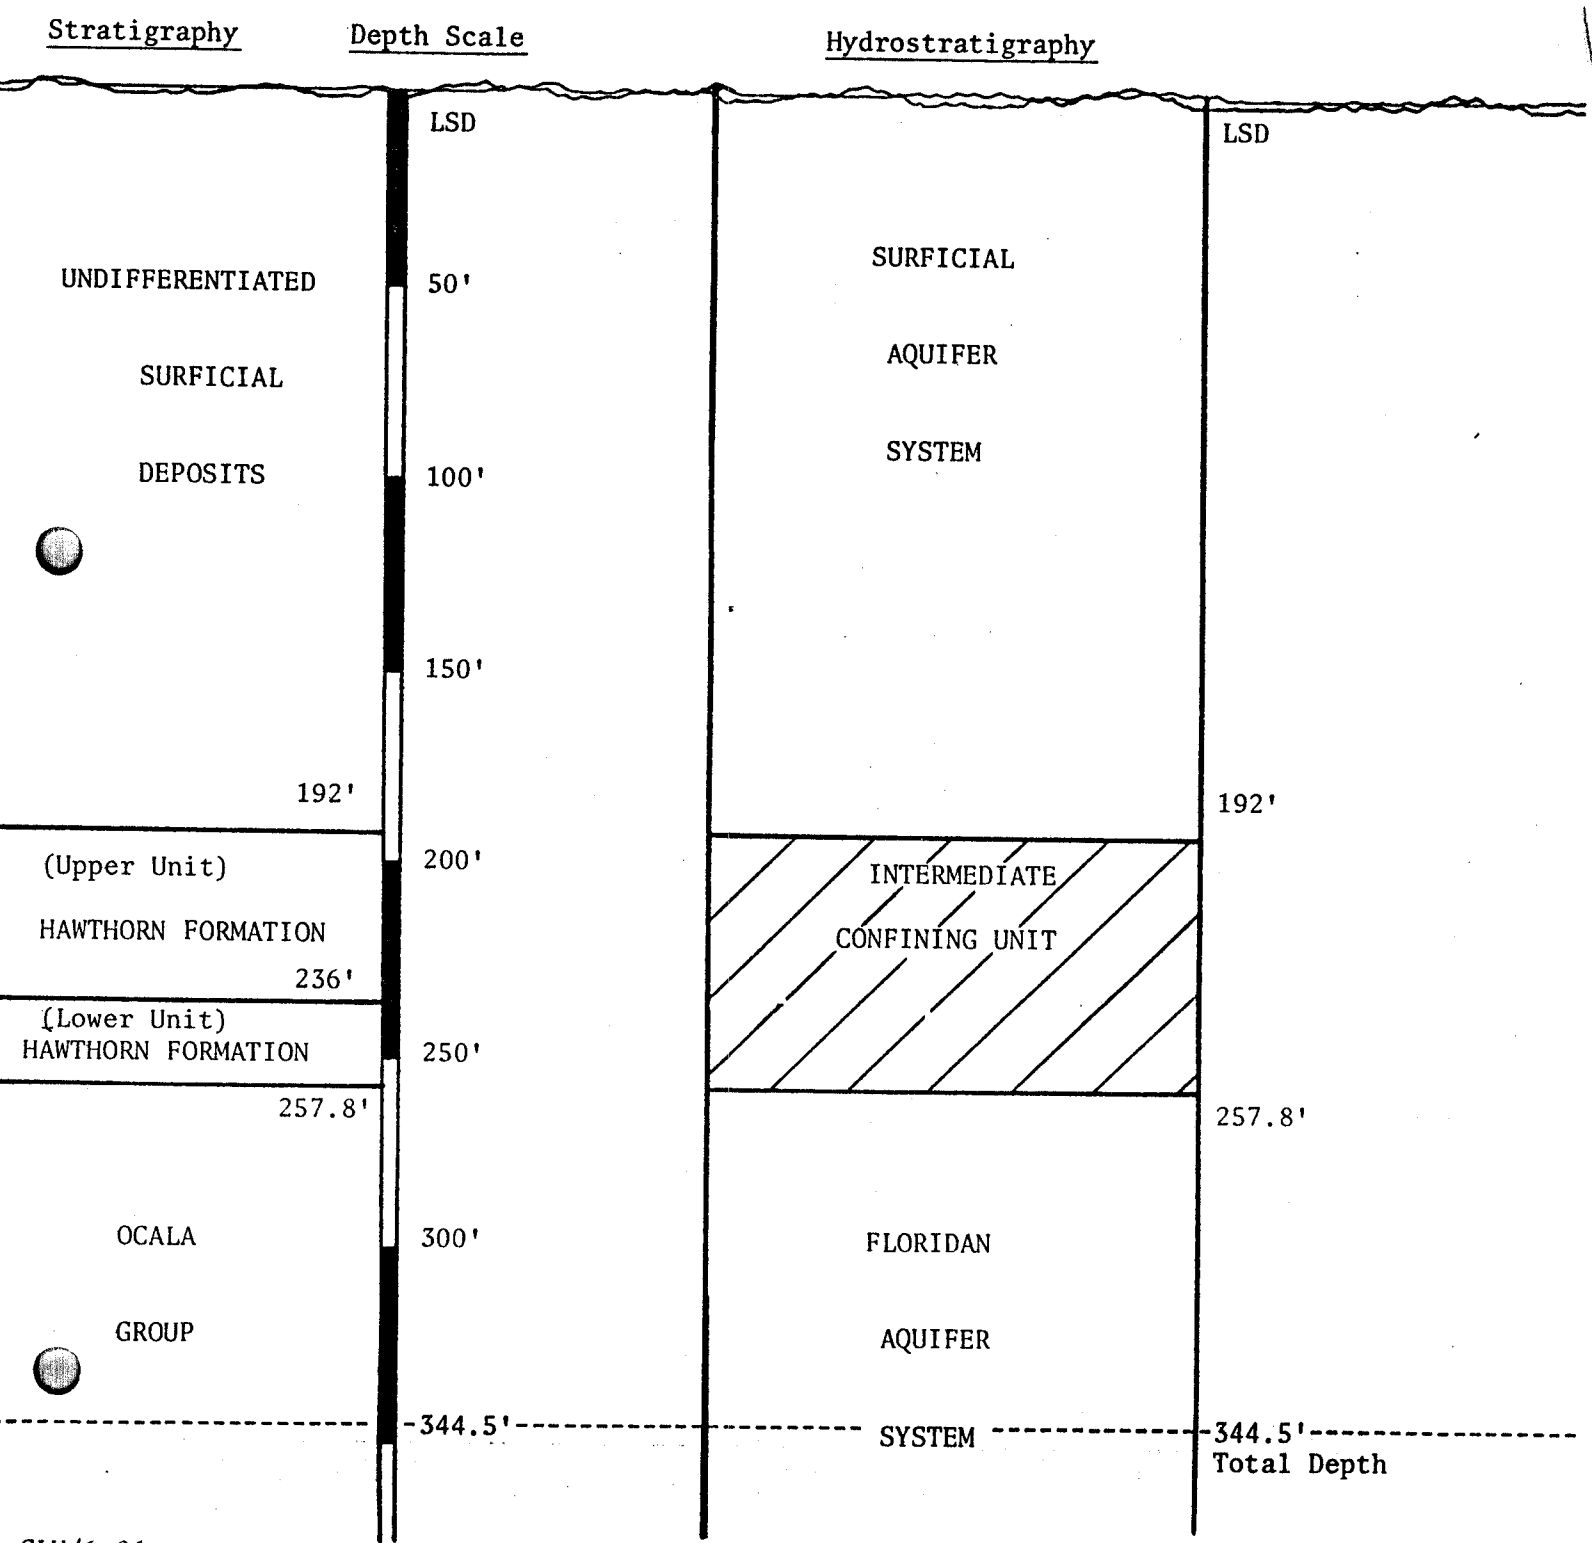 Stratigraphy
Depth Scale
Hydrostratigraphy
LSD
LSD
UNDIFFERENTIATED
SURFICIAL
DEPOSITS
50'
100'
150'
SURFICIAL
AQUIFER
SYSTEM
192'
192'
(Upper Unit)
HAWTHORN FORMATION
236'
200'
INTERMEDIATE
CONFINING UNIT
(Lower Unit)
HAWTHORN FORMATION
250'
257.8'
257.8'
OCALA
GROUP
300'
FLORIDAN
AQUIFER
SYSTEM
344.5'
344.5'
Total Depth